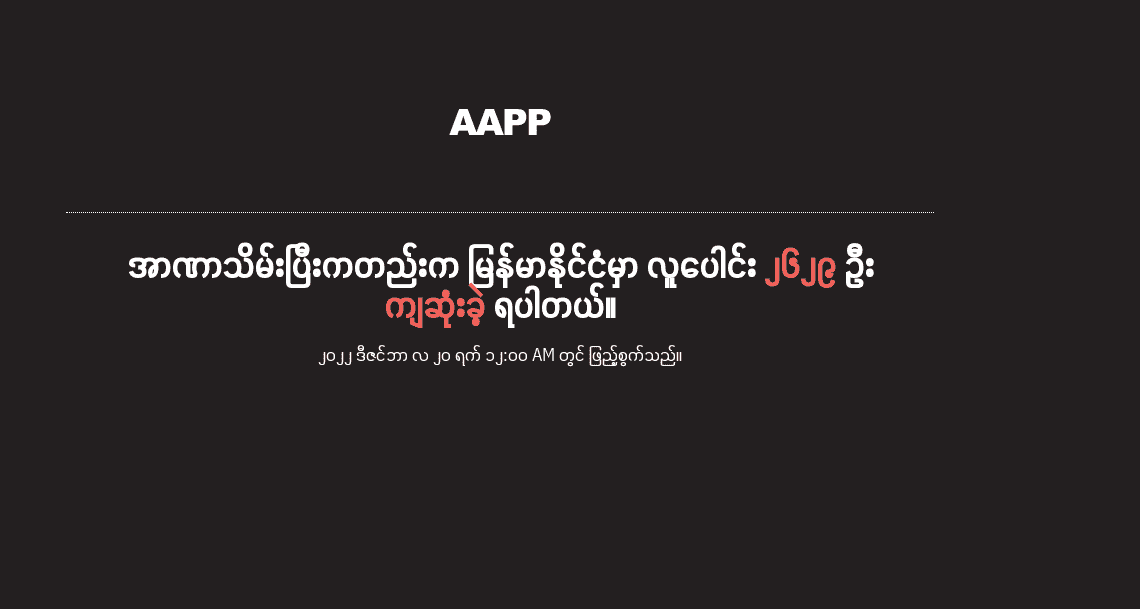 AAPP
အာဏာသိမ်းပြီးကတည်းက မြန်မာနိုင်ငံမှာ လူပေါင်း ၂၆၂၉ ဦး
ကျဆုံးခဲ့ ရပါတယ်။
၂၀၂၂ ဒီဇင်ဘာ လ ၂၀ ရက် ၁၂:၀၀ AM တွင် ဖြည့်စွက်သည်။